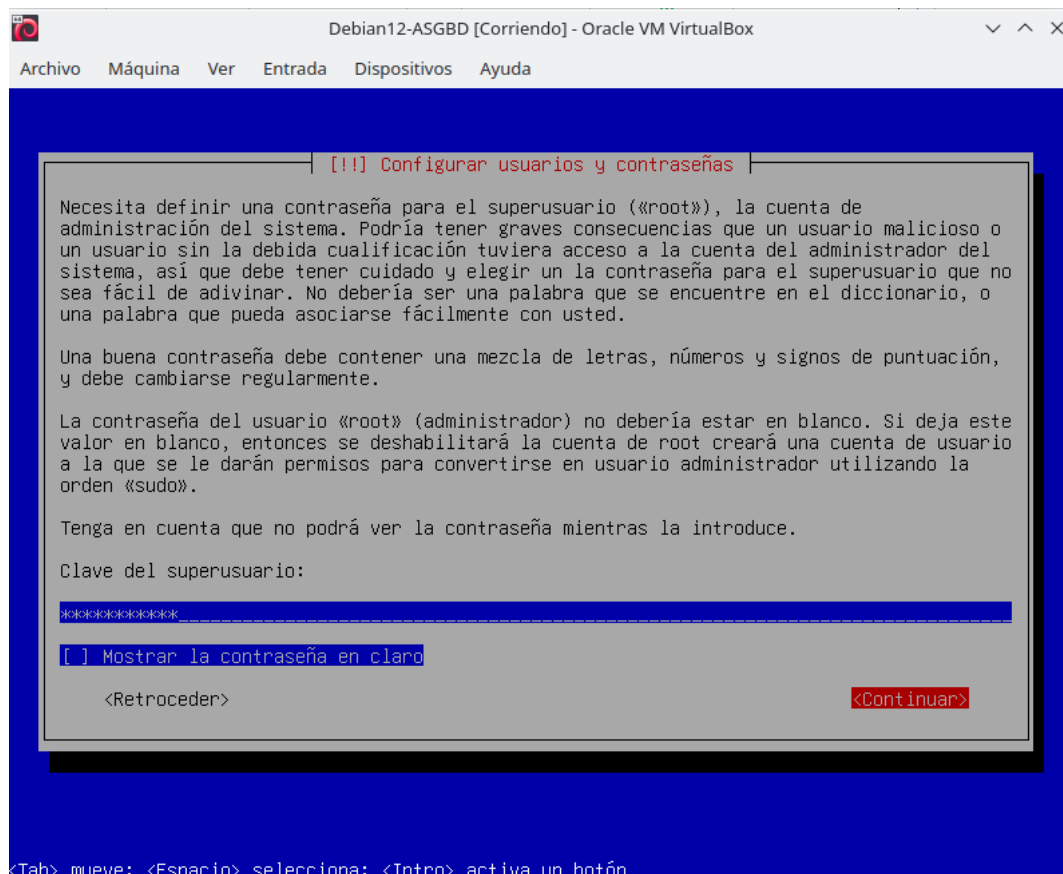 Debian12-ASGBD [Corriendo] - Oracle VM VirtualBox
Archivo Máquina Ver Entrada Dispositivos Ayuda
[!!] Configurar usuarios y contraseñas
Necesita definir una contraseña para el superusuario («root»), la cuenta de
administración del sistema. Podría tener graves consecuencias que un usuario malicioso o
un usuario sin la debida cualificación tuviera acceso a la cuenta del administrador del
sistema, así que debe tener cuidado y elegir un la contraseña para el superusuario que no
sea fácil de adivinar. No debería ser una palabra que se encuentre en el diccionario, o
una palabra que pueda asociarse fácilmente con usted.
Una buena contraseña debe contener una mezcla de letras, números y signos de puntuación,
y debe cambiarse regularmente.
La contraseña del usuario «root» (administrador) no debería estar en blanco. Si deja este
valor en blanco, entonces se deshabilitará la cuenta de root creará una cuenta de usuario
a la que se le darán permisos para convertirse en usuario administrador utilizando la
orden «sudo».
Tenga en cuenta que no podrá ver la contraseña mientras la introduce.
Clave del superusuario:
***********
[ ] Mostrar la contraseña en claro
<Retroceder> <Continuar>
<Tab> mueve; <Espacio> selecciona; <Intro> activa un botón